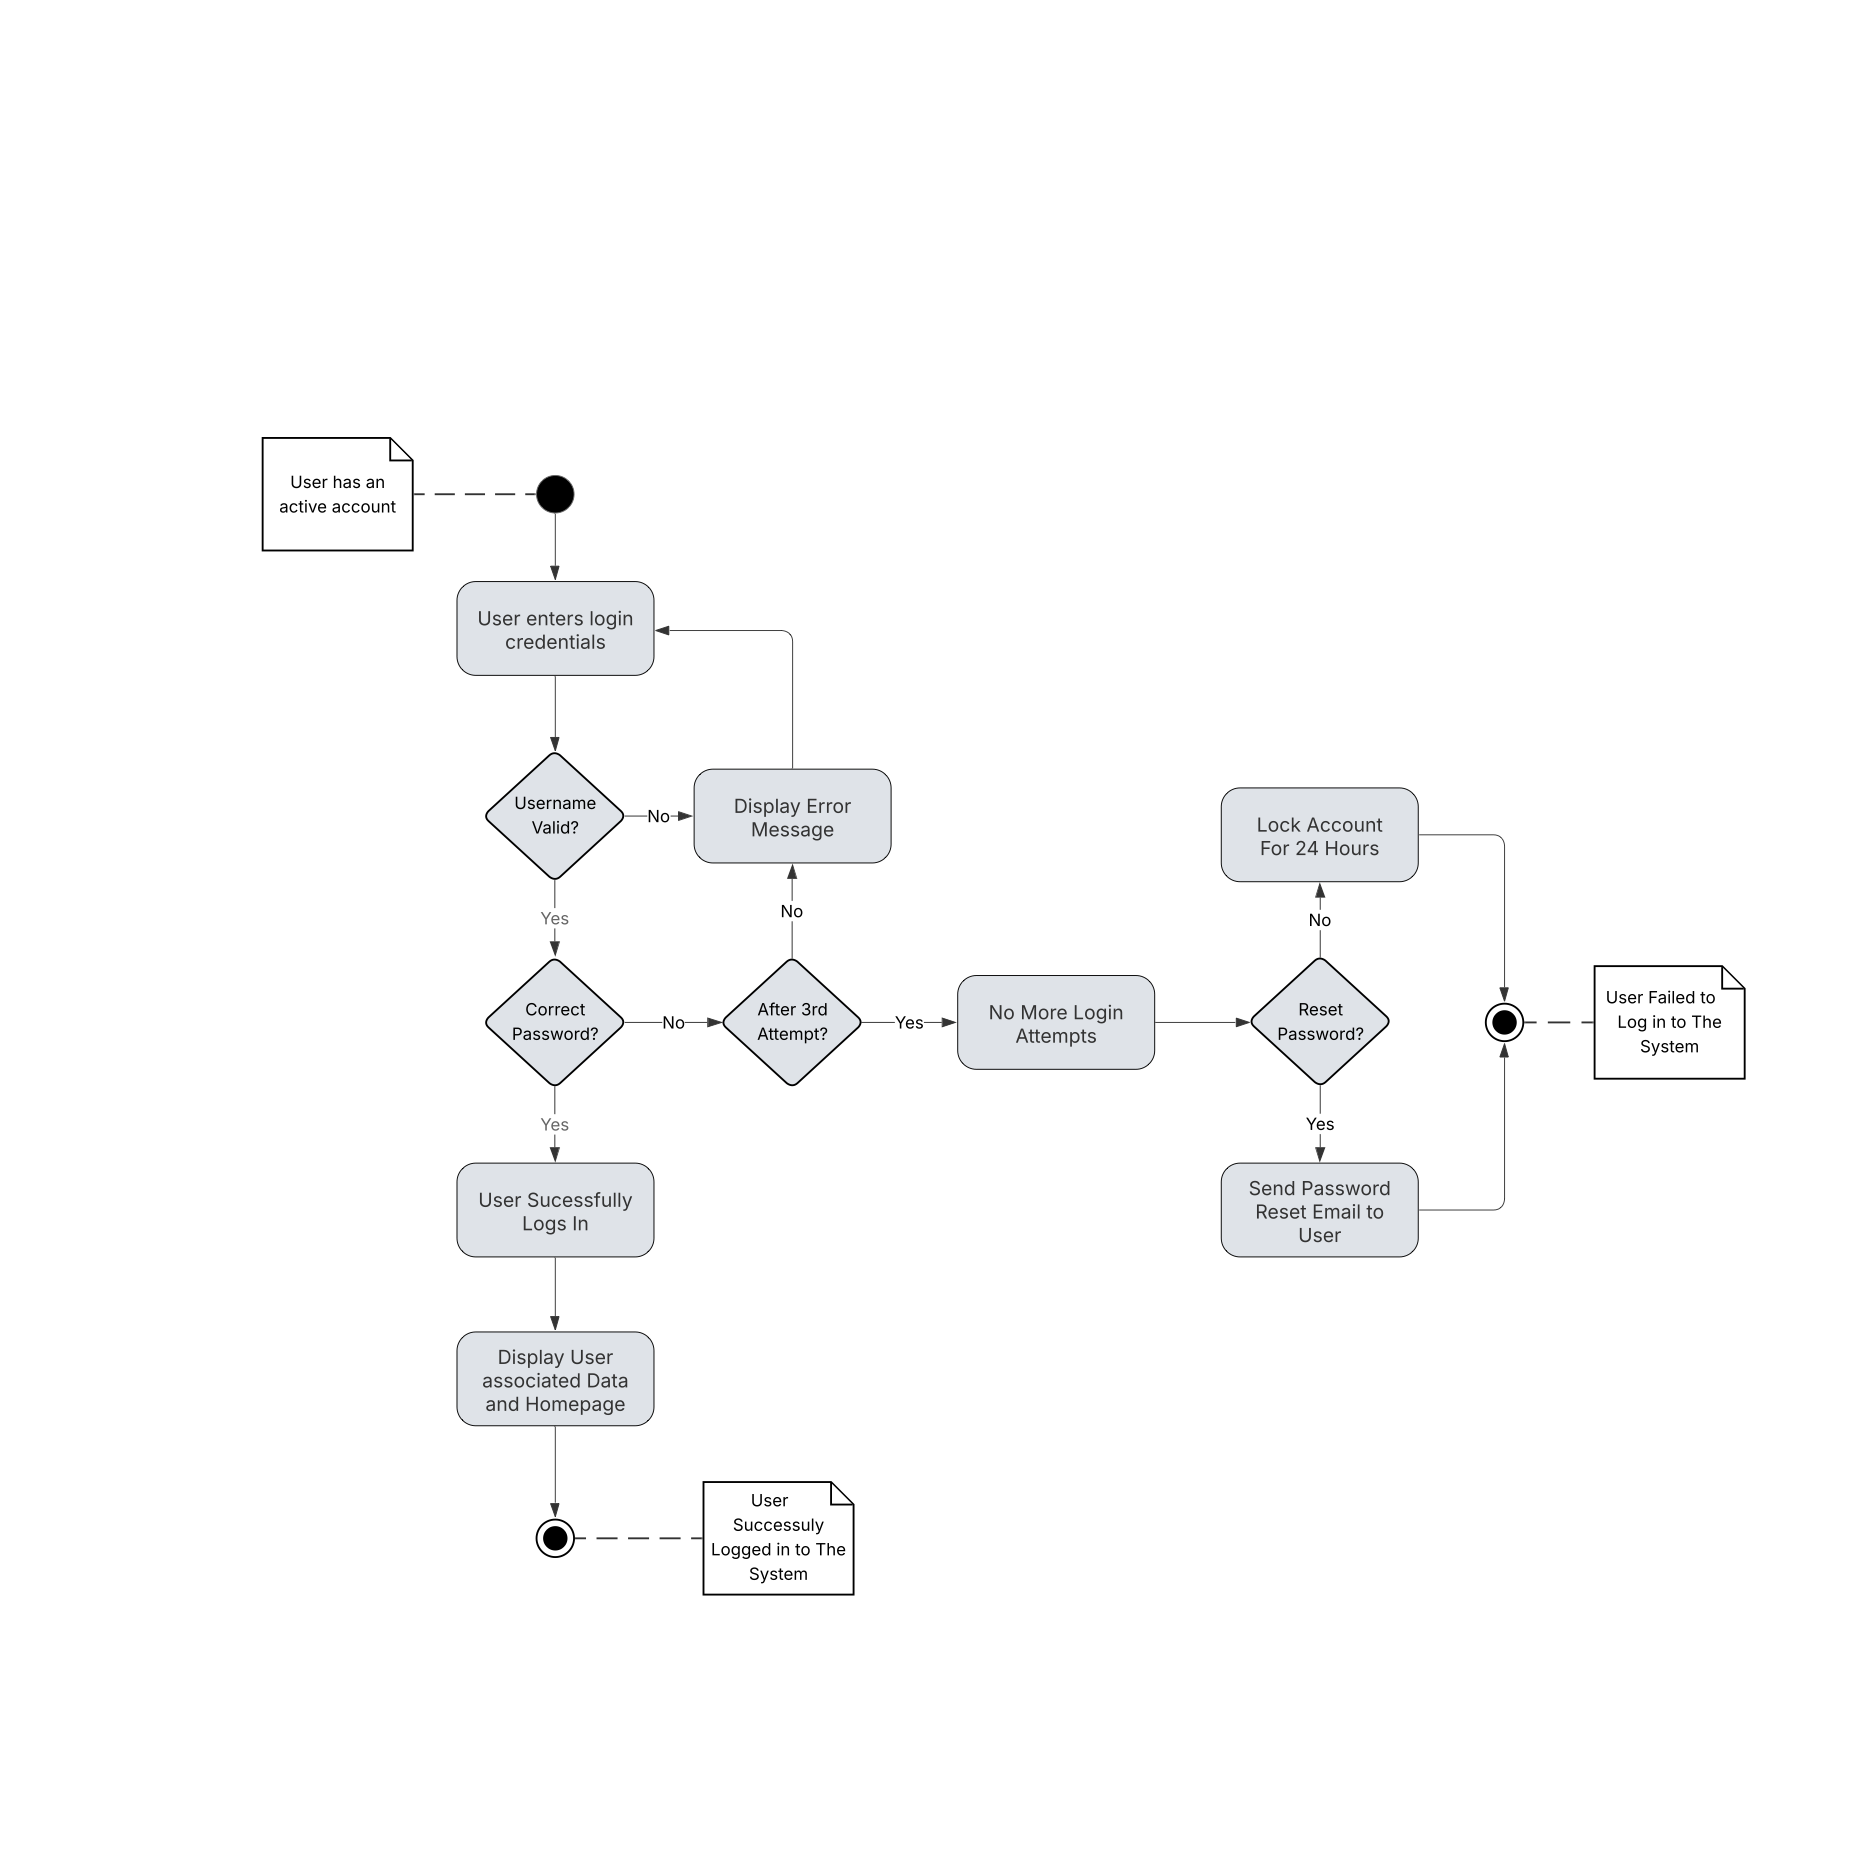 User has an
active account
User enters login
credentials
Username
Valid?
No
Display Error
Message
Yes
No
Correct
Password?
No
After 3rd
Attempt?
Yes
No More Login
Attempts
Reset
Password?
No
Lock Account
For 24 Hours
Yes
Send Password
Reset Email to
User
User Failed to
Log in to The
System
Yes
User Sucessfully
Logs In
Display User
associated Data
and Homepage
User
Successuly
Logged in to The
System